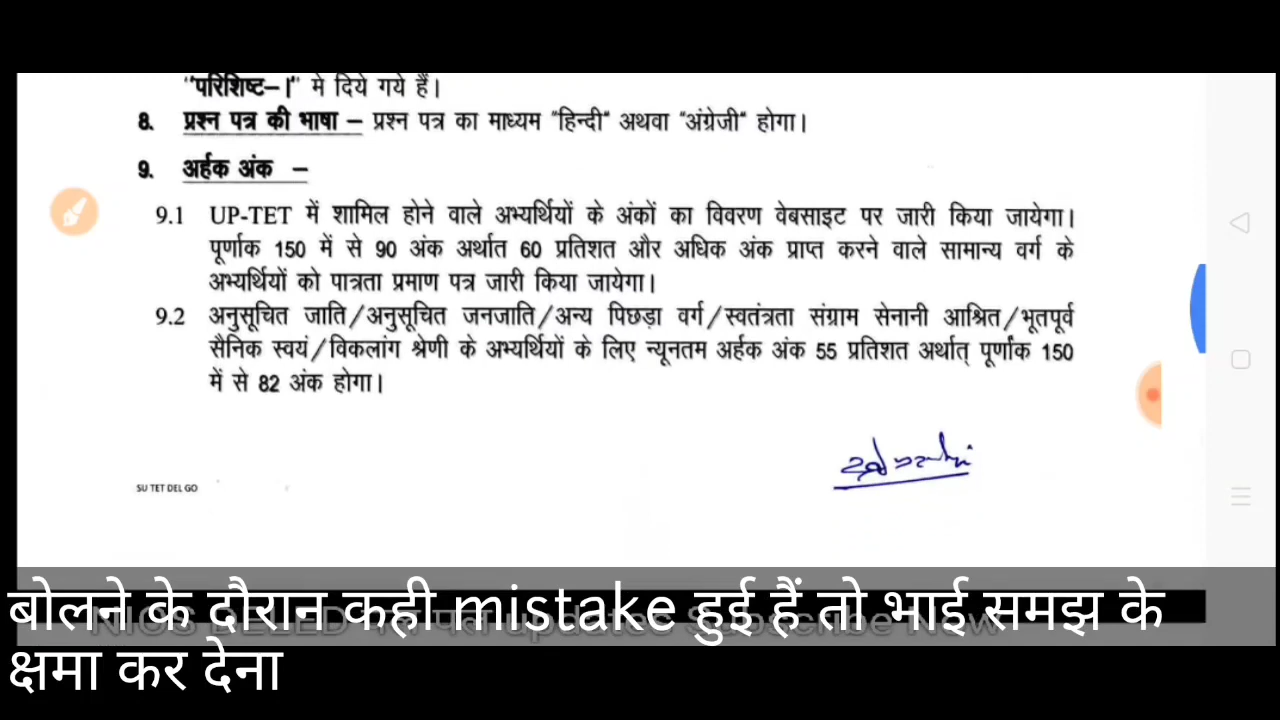 "परिशिष्ट–I" मे दिये गये हैं।
8. प्रश्न पत्र की भाषा – प्रश्न पत्र का माध्यम "हिन्दी" अथवा "अंग्रेजी" होगा।
9. अर्हक अंक –
9.1 UP-TET में शामिल होने वाले अभ्यर्थियों के अंकों का विवरण वेबसाइट पर जारी किया जायेगा।
पूर्णाक 150 में से 90 अंक अर्थात 60 प्रतिशत और अधिक अंक प्राप्त करने वाले सामान्य वर्ग के
अभ्यर्थियों को पात्रता प्रमाण पत्र जारी किया जायेगा।
9.2 अनुसूचित जाति/अनुसूचित जनजाति/अन्य पिछड़ा वर्ग/स्वतंत्रता संग्राम सेनानी आश्रित/भूतपूर्व
सैनिक स्वयं/विकलांग श्रेणी के अभ्यर्थियों के लिए न्यूनतम अर्हक अंक 55 प्रतिशत अर्थात् पूर्णांक 150
में से 82 अंक होगा।
SU TET DEL GO
बोलने के दौरान कही mistake हुई हैं तो भाई समझ के
क्षमा कर देना